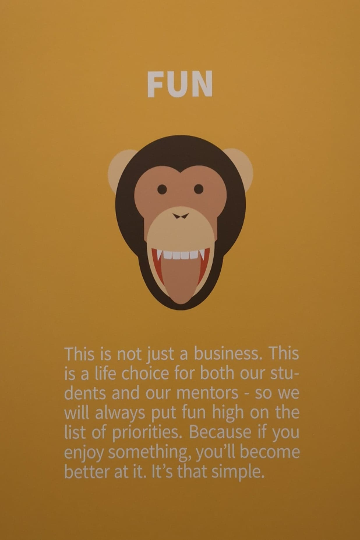 FUN
This is not just a business. This
is a life choice for both our stu-
dents and our mentors - so we
will always put fun high on the
list of priorities. Because if you
enjoy something, you'll become
better at it. It's that simple.